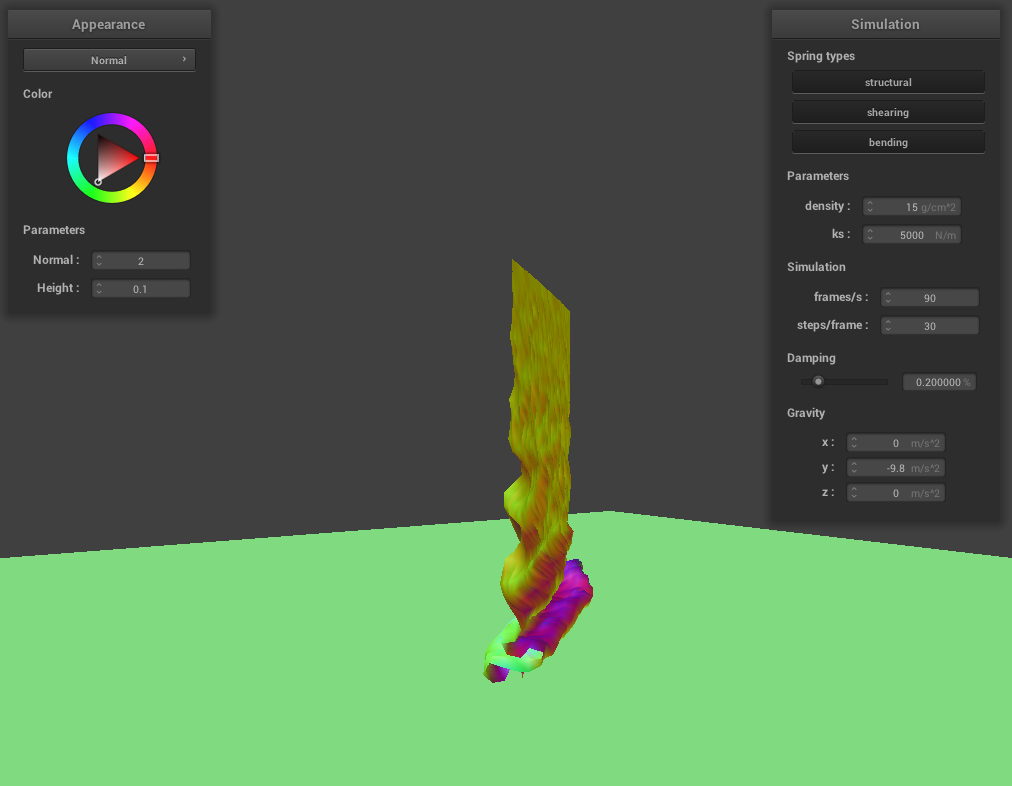 Appearance
Normal
Color
Parameters
Normal : 2
Height : 0.1
Simulation
Spring types
structural
shearing
bending
Parameters
density : 15 g/cm^2
ks : 5000 N/m
Simulation
frames/s : 90
steps/frame : 30
Damping
0.200000 %
Gravity
x : 0 m/s^2
y : -9.8 m/s^2
z : 0 m/s^2